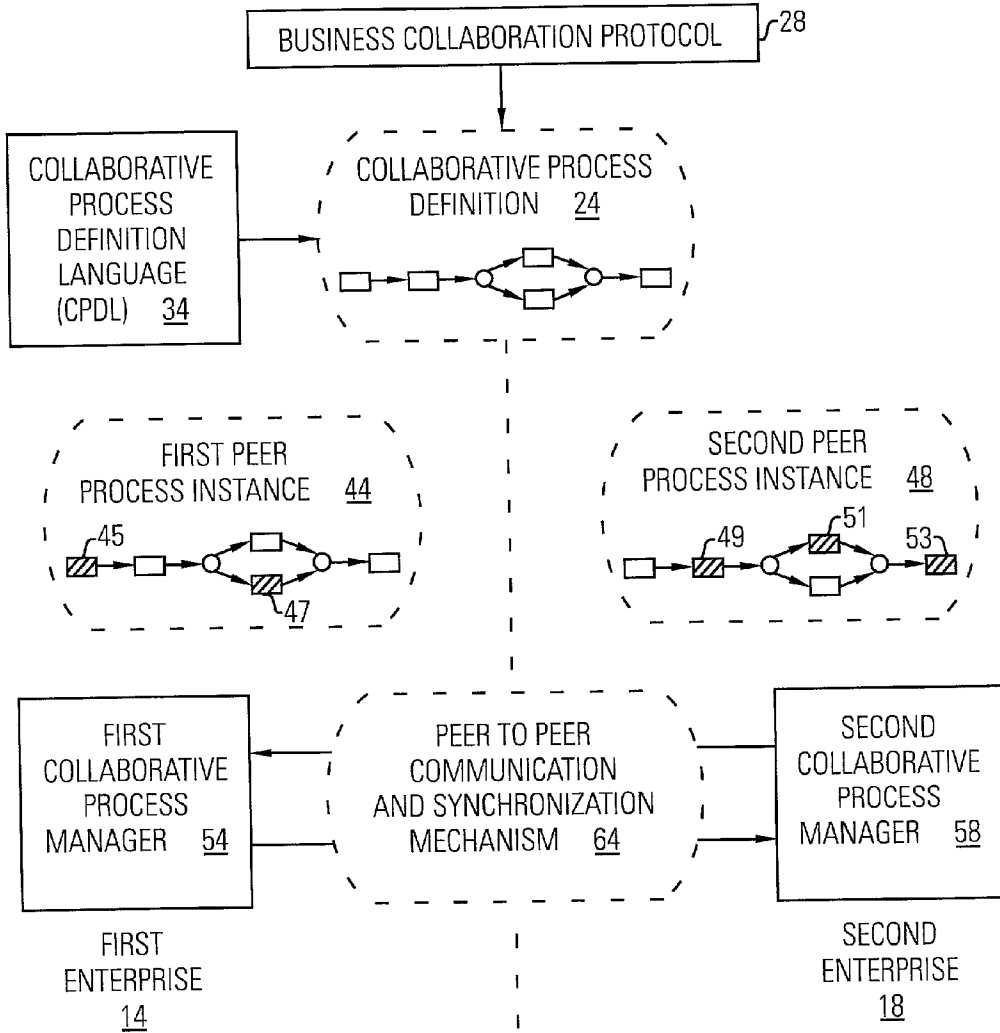 BUSINESS COLLABORATION PROTOCOL
28
COLLABORATIVE
PROCESS
DEFINITION
LANGUAGE
(CPDL) 34
COLLABORATIVE PROCESS
DEFINITION 24
FIRST PEER
PROCESS INSTANCE 44
45
47
SECOND PEER
PROCESS INSTANCE 48
49
51
53
FIRST
COLLABORATIVE
PROCESS
MANAGER 54
PEER TO PEER
COMMUNICATION
AND SYNCHRONIZATION
MECHANISM 64
SECOND
COLLABORATIVE
PROCESS
MANAGER 58
FIRST
ENTERPRISE
14
SECOND
ENTERPRISE
18